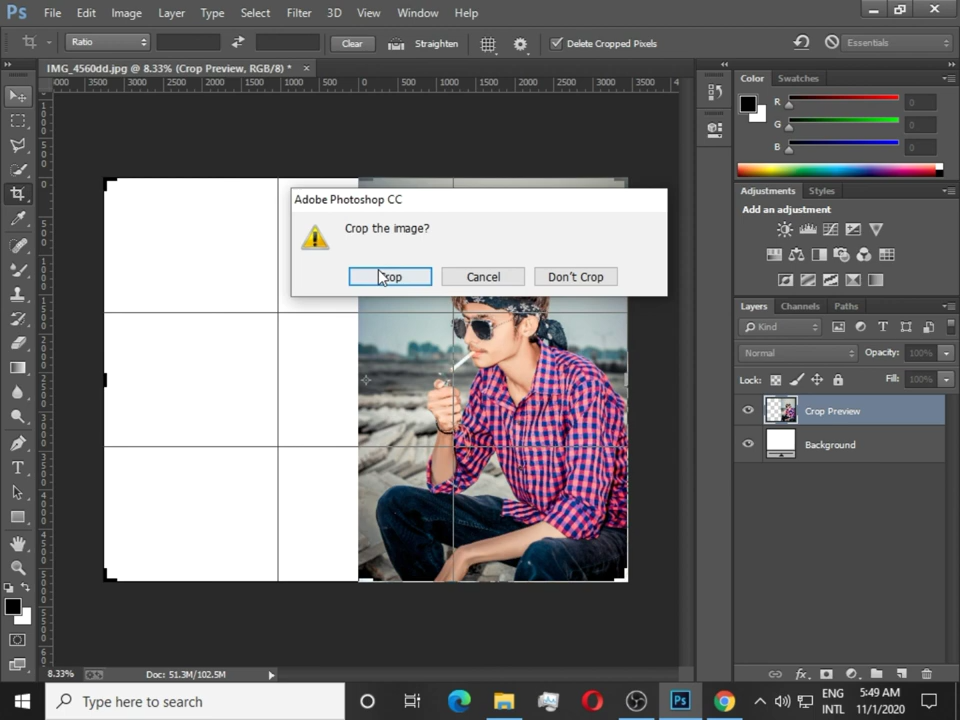 Ps File Edit Image Layer Type Select Filter 3D View Window Help
Ratio Clear Straighten Delete Cropped Pixels Essentials
IMG_4560dd.jpg @ 8.33% (Crop Preview, RGB/8) * ×
3000 2500 2000 1500 1000 500 0 500 1000 1500 2000 2500 3000 3500
Color Swatches
R 0
G 0
B 0
Adobe Photoshop CC
Crop the image?
Cancel Don't Crop
Adjustments Styles
Add an adjustment
Layers Channels Paths
Kind
Normal Opacity: 100%
Lock: Fill: 100%
Crop Preview
Background
8.33% Doc: 51.3M/102.5M
Type here to search
Ps
ENG
INTL
5:49 AM
11/1/2020